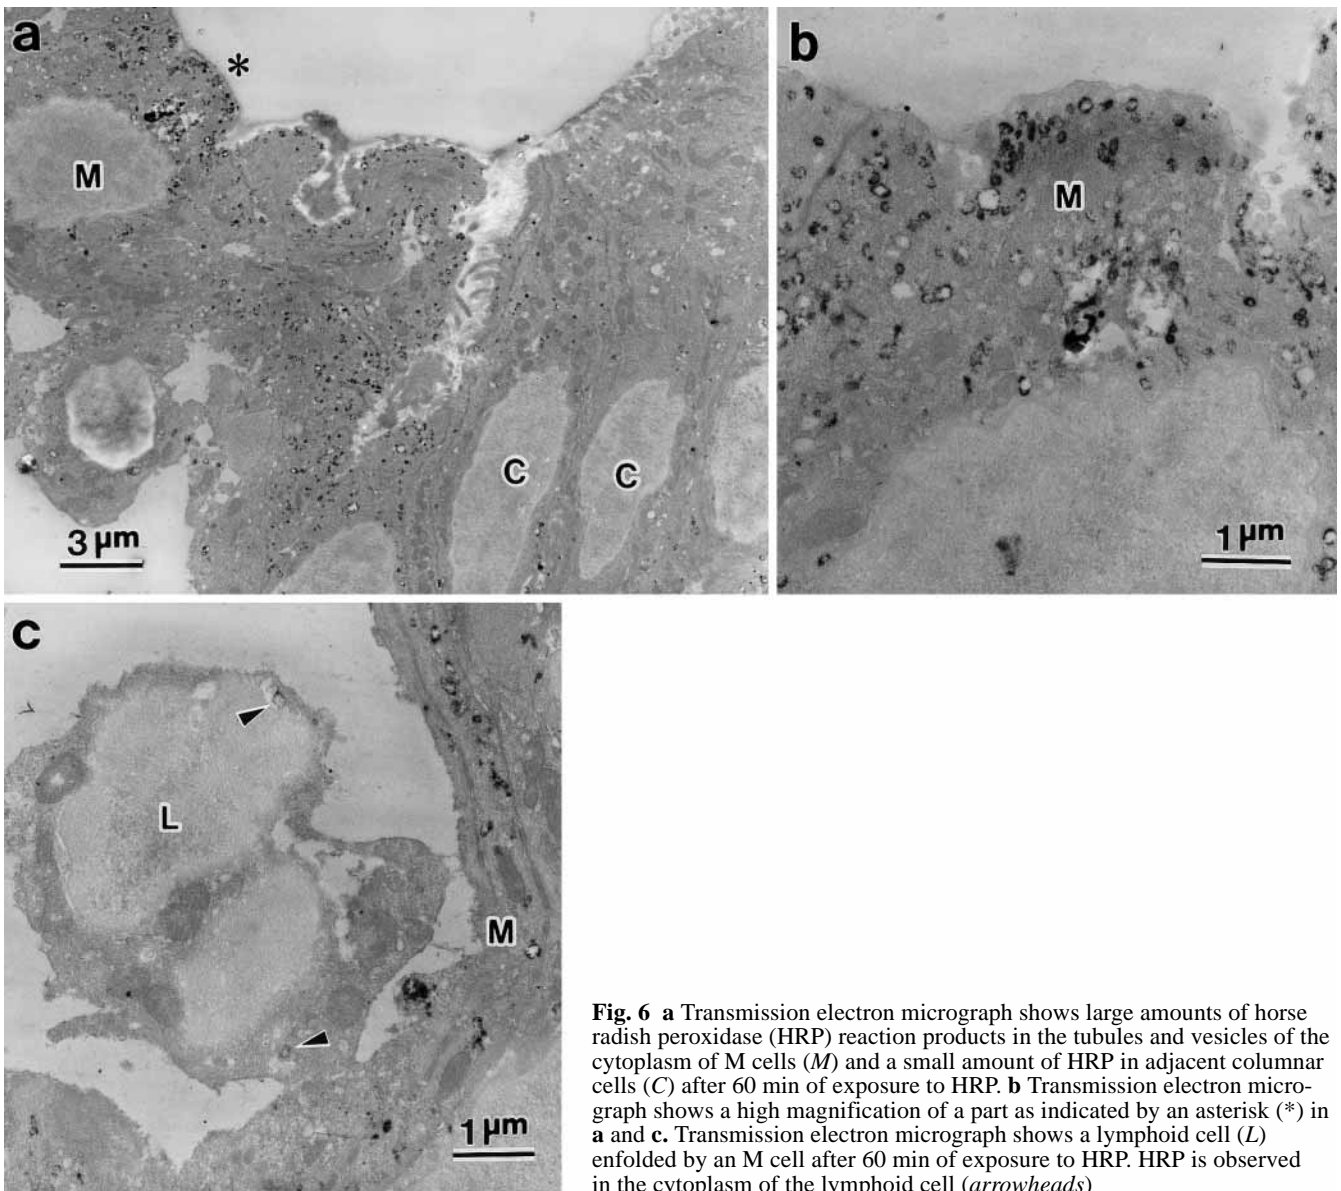 a
*
M
C
C
3 µm
b
M
1 µm
c
L
M
1 µm
Fig. 6 a Transmission electron micrograph shows large amounts of horse
radish peroxidase (HRP) reaction products in the tubules and vesicles of the
cytoplasm of M cells (M) and a small amount of HRP in adjacent columnar
cells (C) after 60 min of exposure to HRP. b Transmission electron micro-
graph shows a high magnification of a part as indicated by an asterisk (*) in
a and c. Transmission electron micrograph shows a lymphoid cell (L)
enfolded by an M cell after 60 min of exposure to HRP. HRP is observed
in the cytoplasm of the lymphoid cell (arrowheads)